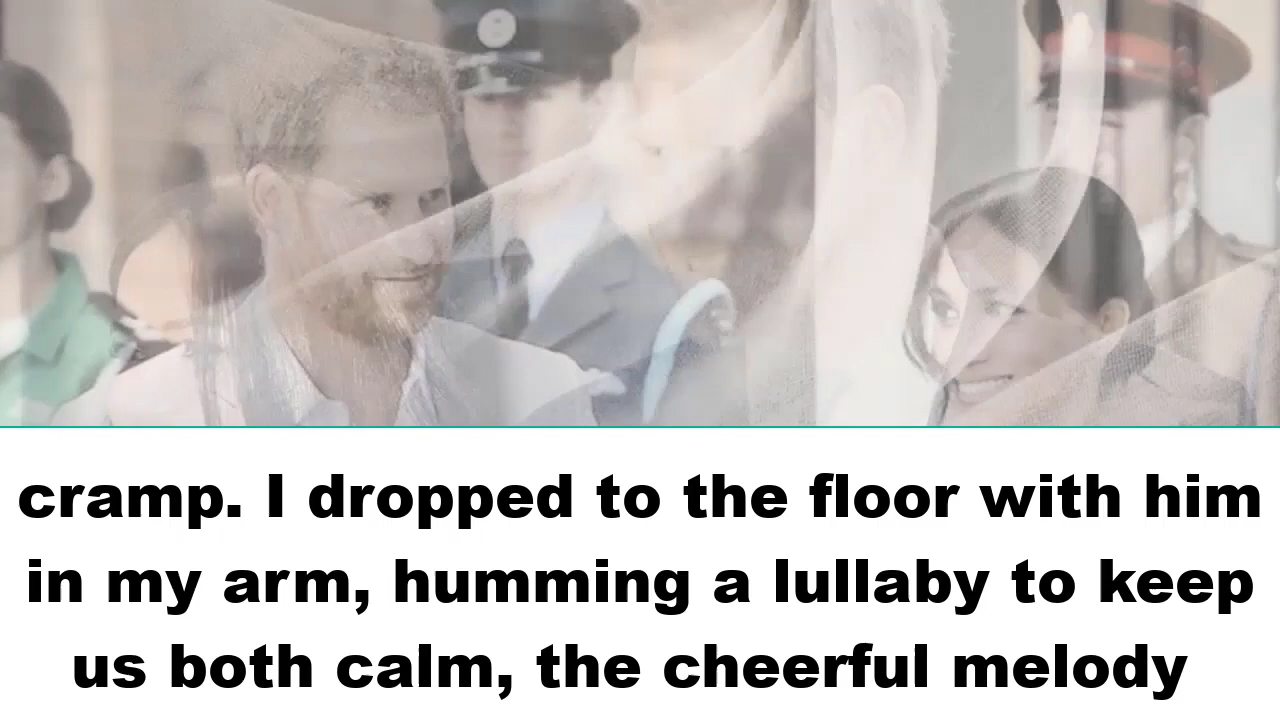 cramp. I dropped to the floor with him
in my arm, humming a lullaby to keep
us both calm, the cheerful melody